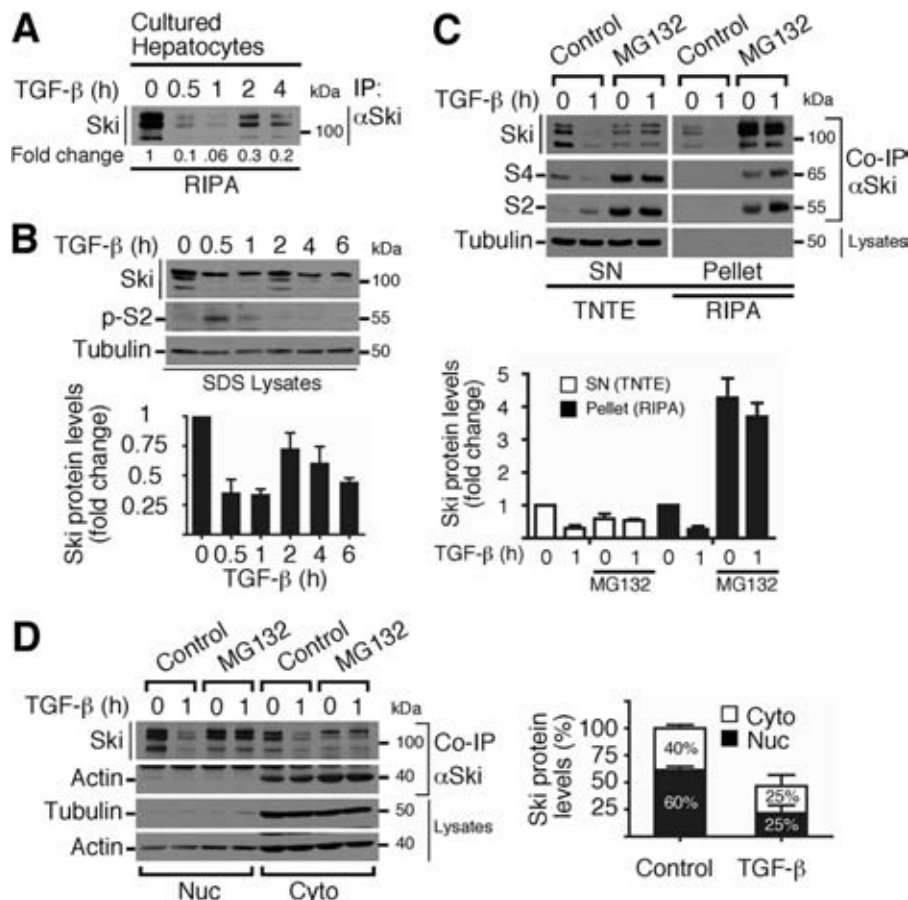 A
Cultured
Hepatocytes
TGF-β (h) 0 0.5 1 2 4 kDa IP:
Ski 100 αSki
Fold change 1 0.1 .06 0.3 0.2
RIPA
B
TGF-β (h) 0 0.5 1 2 4 6 kDa
Ski 100
p-S2 55
Tubulin 50
SDS Lysates
Ski protein levels
(fold change)
1
0.75
0.5
0.25
0 0.5 1 2 4 6
TGF-β (h)
C
Control MG132 Control MG132
TGF-β (h) 0 1 0 1 0 1 0 1 kDa
Ski 100
S4 65
S2 55
Co-IP
αSki
Tubulin 50 Lysates
SN Pellet
TNTE RIPA
Ski protein levels
(fold change)
5
4
3
2
1
SN (TNTE)
Pellet (RIPA)
TGF-β (h) 0 1 0 1 0 1 0 1
MG132 MG132
D
Control MG132 Control MG132
TGF-β (h) 0 1 0 1 0 1 0 1 kDa
Ski 100
Actin 40
Co-IP
αSki
Tubulin 50
Actin 40
Lysates
Nuc Cyto
Ski protein
levels (%)
100
75
50
25
Cyto
Nuc
40%
60%
25%
25%
Control TGF-β